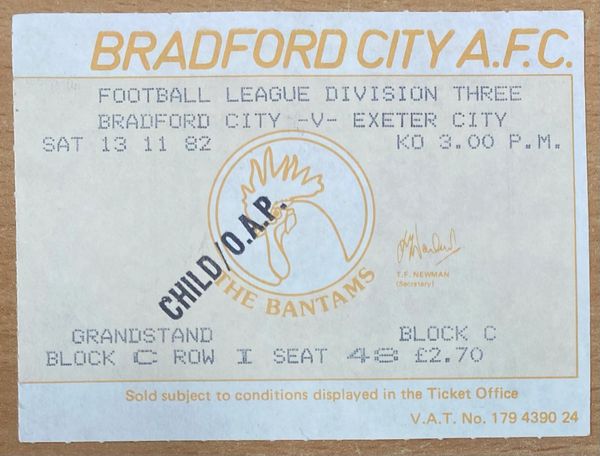 BRADFORD CITY A.F.C.
FOOTBALL LEAGUE DIVISION THREE
BRADFORD CITY -V- EXETER CITY
SAT 13 11 82 KO 3.00 P.M.
CHILD/O.A.P.
THE BANTAMS
T.F. NEWMAN
(Secretary)
GRANDSTAND BLOCK C
BLOCK C ROW I SEAT 48 £2.70
Sold subject to conditions displayed in the Ticket Office
V.A.T. No. 179 4390 24